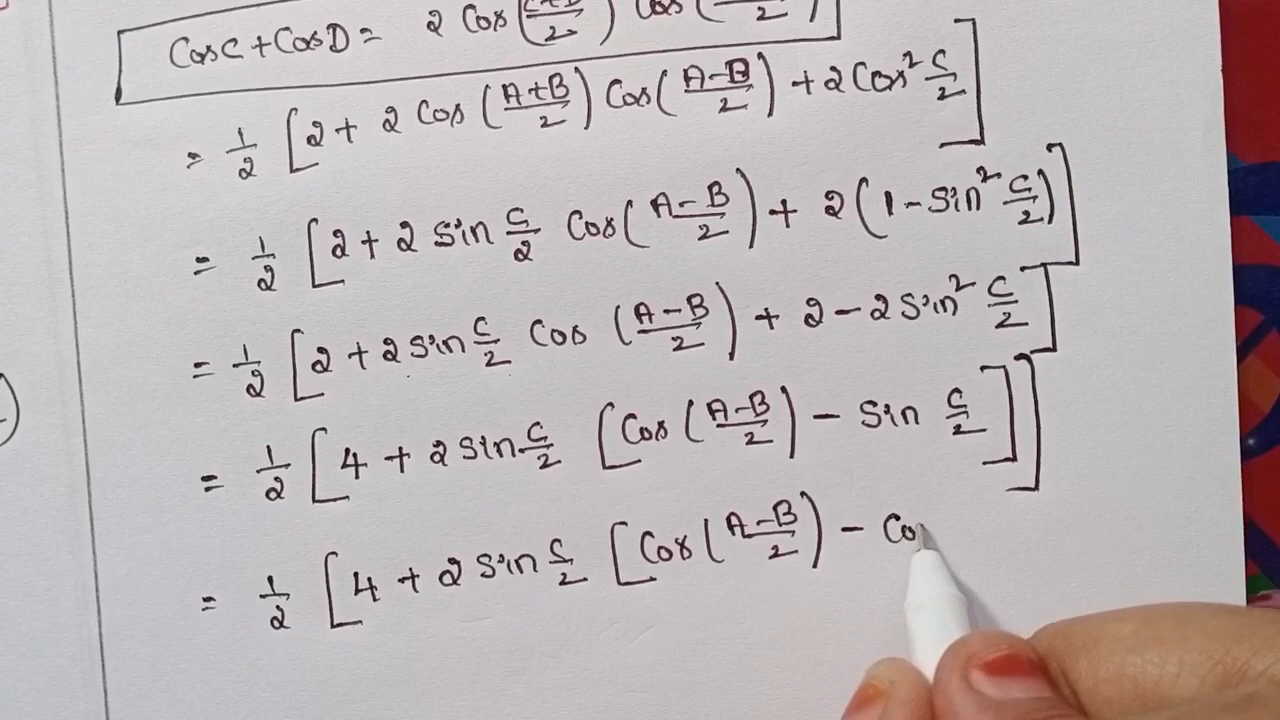 CosC + CosD = 2 Cos(C+D/2) Cos(
= 1/2 [2 + 2 Cos (A+B/2) Cos(A-B/2) + 2 Cos² C/2]
= 1/2 [2 + 2 Sin C/2 Cos(A-B/2) + 2(1 - Sin² C/2)]
= 1/2 [2 + 2 Sin C/2 Cos (A-B/2) + 2 - 2 Sin² C/2]
= 1/2 [4 + 2 Sin C/2 [Cos(A-B/2) - Sin C/2]]
= 1/2 [4 + 2 Sin C/2 [Cos(A-B/2) - Co